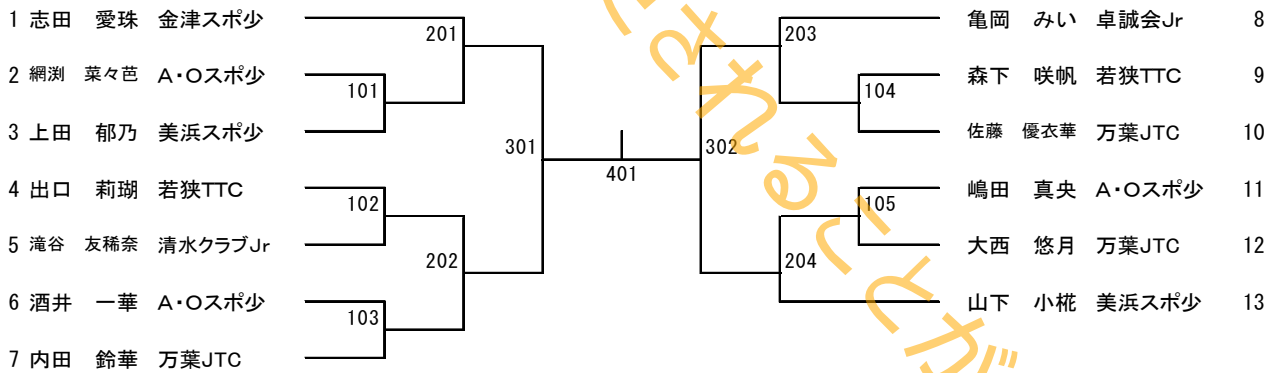 1 志田 愛珠 金津スポ少
2 網渕 菜々芭 A・Oスポ少
3 上田 郁乃 美浜スポ少
4 出口 莉瑚 若狭TTC
5 滝谷 友稀奈 清水クラブJr
6 酒井 一華 A・Oスポ少
7 内田 鈴華 万葉JTC
201
101
301
102
202
103
401
203
104
302
105
204
亀岡 みい 卓誠会Jr 8
森下 咲帆 若狭TTC 9
佐藤 優衣華 万葉JTC 10
嶋田 真央 A・Oスポ少 11
大西 悠月 万葉JTC 12
山下 小椛 美浜スポ少 13
されることが